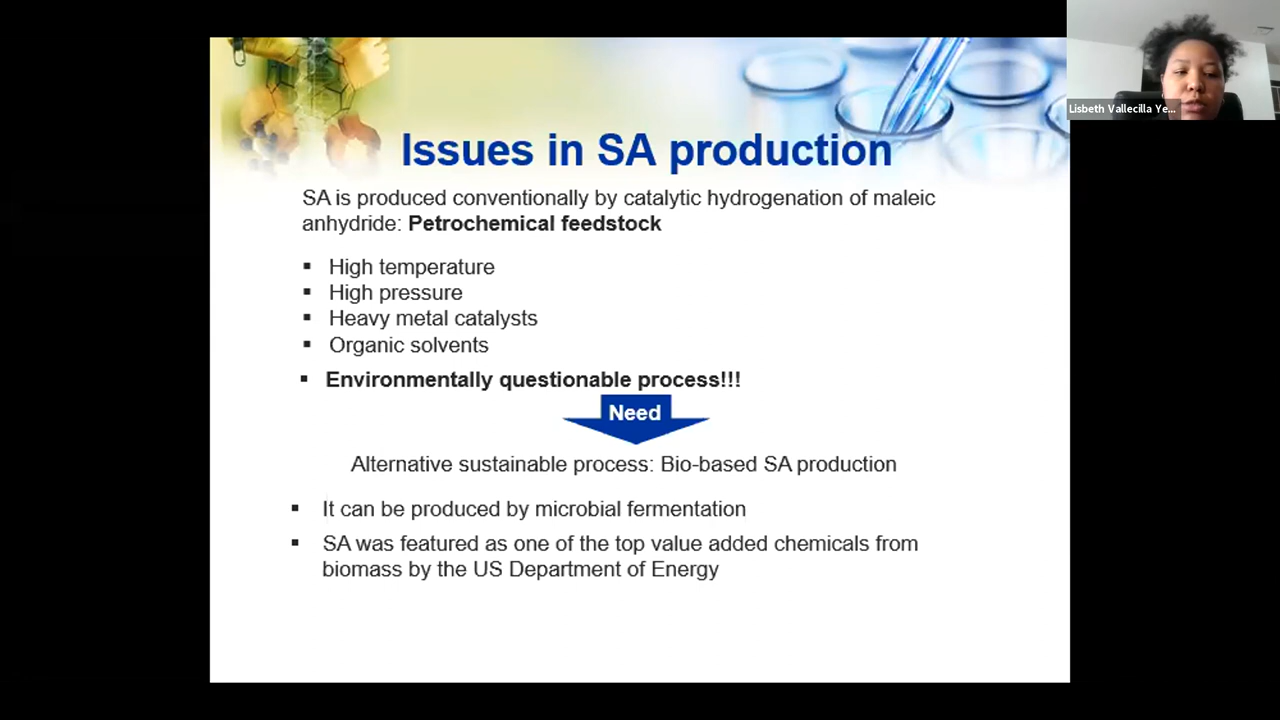 Lisbeth Vallecilla Ye...
Issues in SA production
SA is produced conventionally by catalytic hydrogenation of maleic
anhydride: Petrochemical feedstock
▪ High temperature
▪ High pressure
▪ Heavy metal catalysts
▪ Organic solvents
▪ Environmentally questionable process!!!
Need
Alternative sustainable process: Bio-based SA production
▪ It can be produced by microbial fermentation
▪ SA was featured as one of the top value added chemicals from
biomass by the US Department of Energy